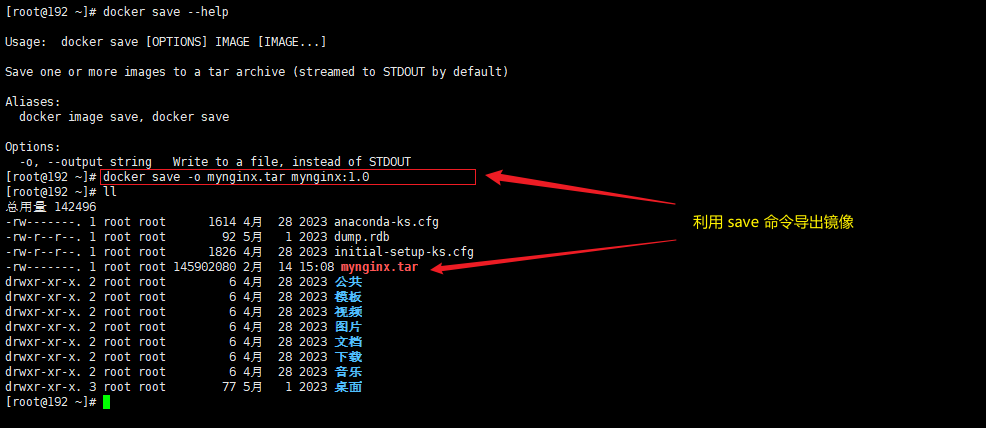 [root@192 ~]# docker save --help
Usage:  docker save [OPTIONS] IMAGE [IMAGE...]
Save one or more images to a tar archive (streamed to STDOUT by default)
Aliases:
  docker image save, docker save
Options:
  -o, --output string   Write to a file, instead of STDOUT
[root@192 ~]# docker save -o mynginx.tar mynginx:1.0
[root@192 ~]# ll
总用量 142496
-rw-------. 1 root root      1614 4月  28 2023 anaconda-ks.cfg
-rw-r--r--. 1 root root        92 5月   1 2023 dump.rdb
-rw-r--r--. 1 root root      1826 4月  28 2023 initial-setup-ks.cfg
-rw-------. 1 root root 145902080 2月  14 15:08 mynginx.tar
drwxr-xr-x. 2 root root         6 4月  28 2023 公共
drwxr-xr-x. 2 root root         6 4月  28 2023 模板
drwxr-xr-x. 2 root root         6 4月  28 2023 视频
drwxr-xr-x. 2 root root         6 4月  28 2023 图片
drwxr-xr-x. 2 root root         6 4月  28 2023 文档
drwxr-xr-x. 2 root root         6 4月  28 2023 下载
drwxr-xr-x. 2 root root         6 4月  28 2023 音乐
drwxr-xr-x. 3 root root        77 5月   1 2023 桌面
[root@192 ~]#
利用 save 命令导出镜像